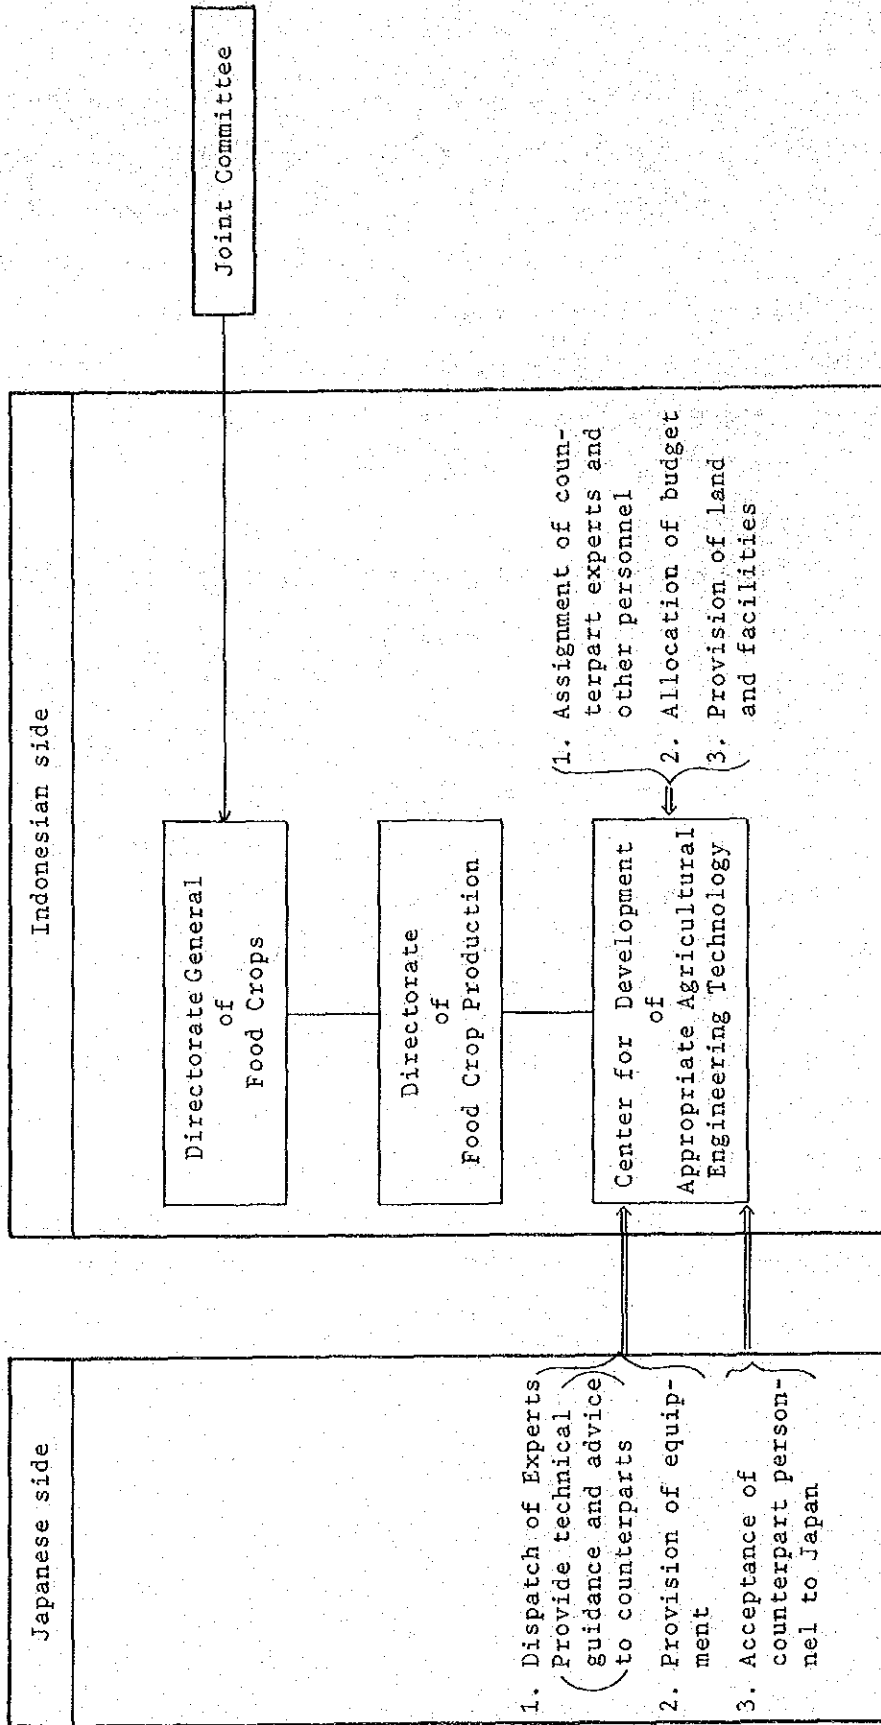 Japanese side
1. Dispatch of Experts
(Provide technical
guidance and advice
to counterparts)
2. Provision of equip-
ment
3. Acceptance of
counterpart person-
nel to Japan
Indonesian side
Directorate General
of
Food Crops
Directorate
of
Food Crop Production
Center for Development
of
Appropriate Agricultural
Engineering Technology
1. Assignment of coun-
terpart experts and
other personnel
2. Allocation of budget
3. Provision of land
and facilities
Joint Committee